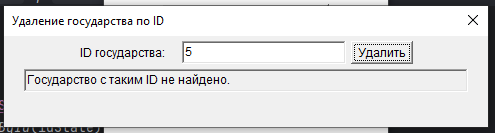 Удаление государства по ID
ID государства:
5
Удалить
Государство с таким ID не найдено.